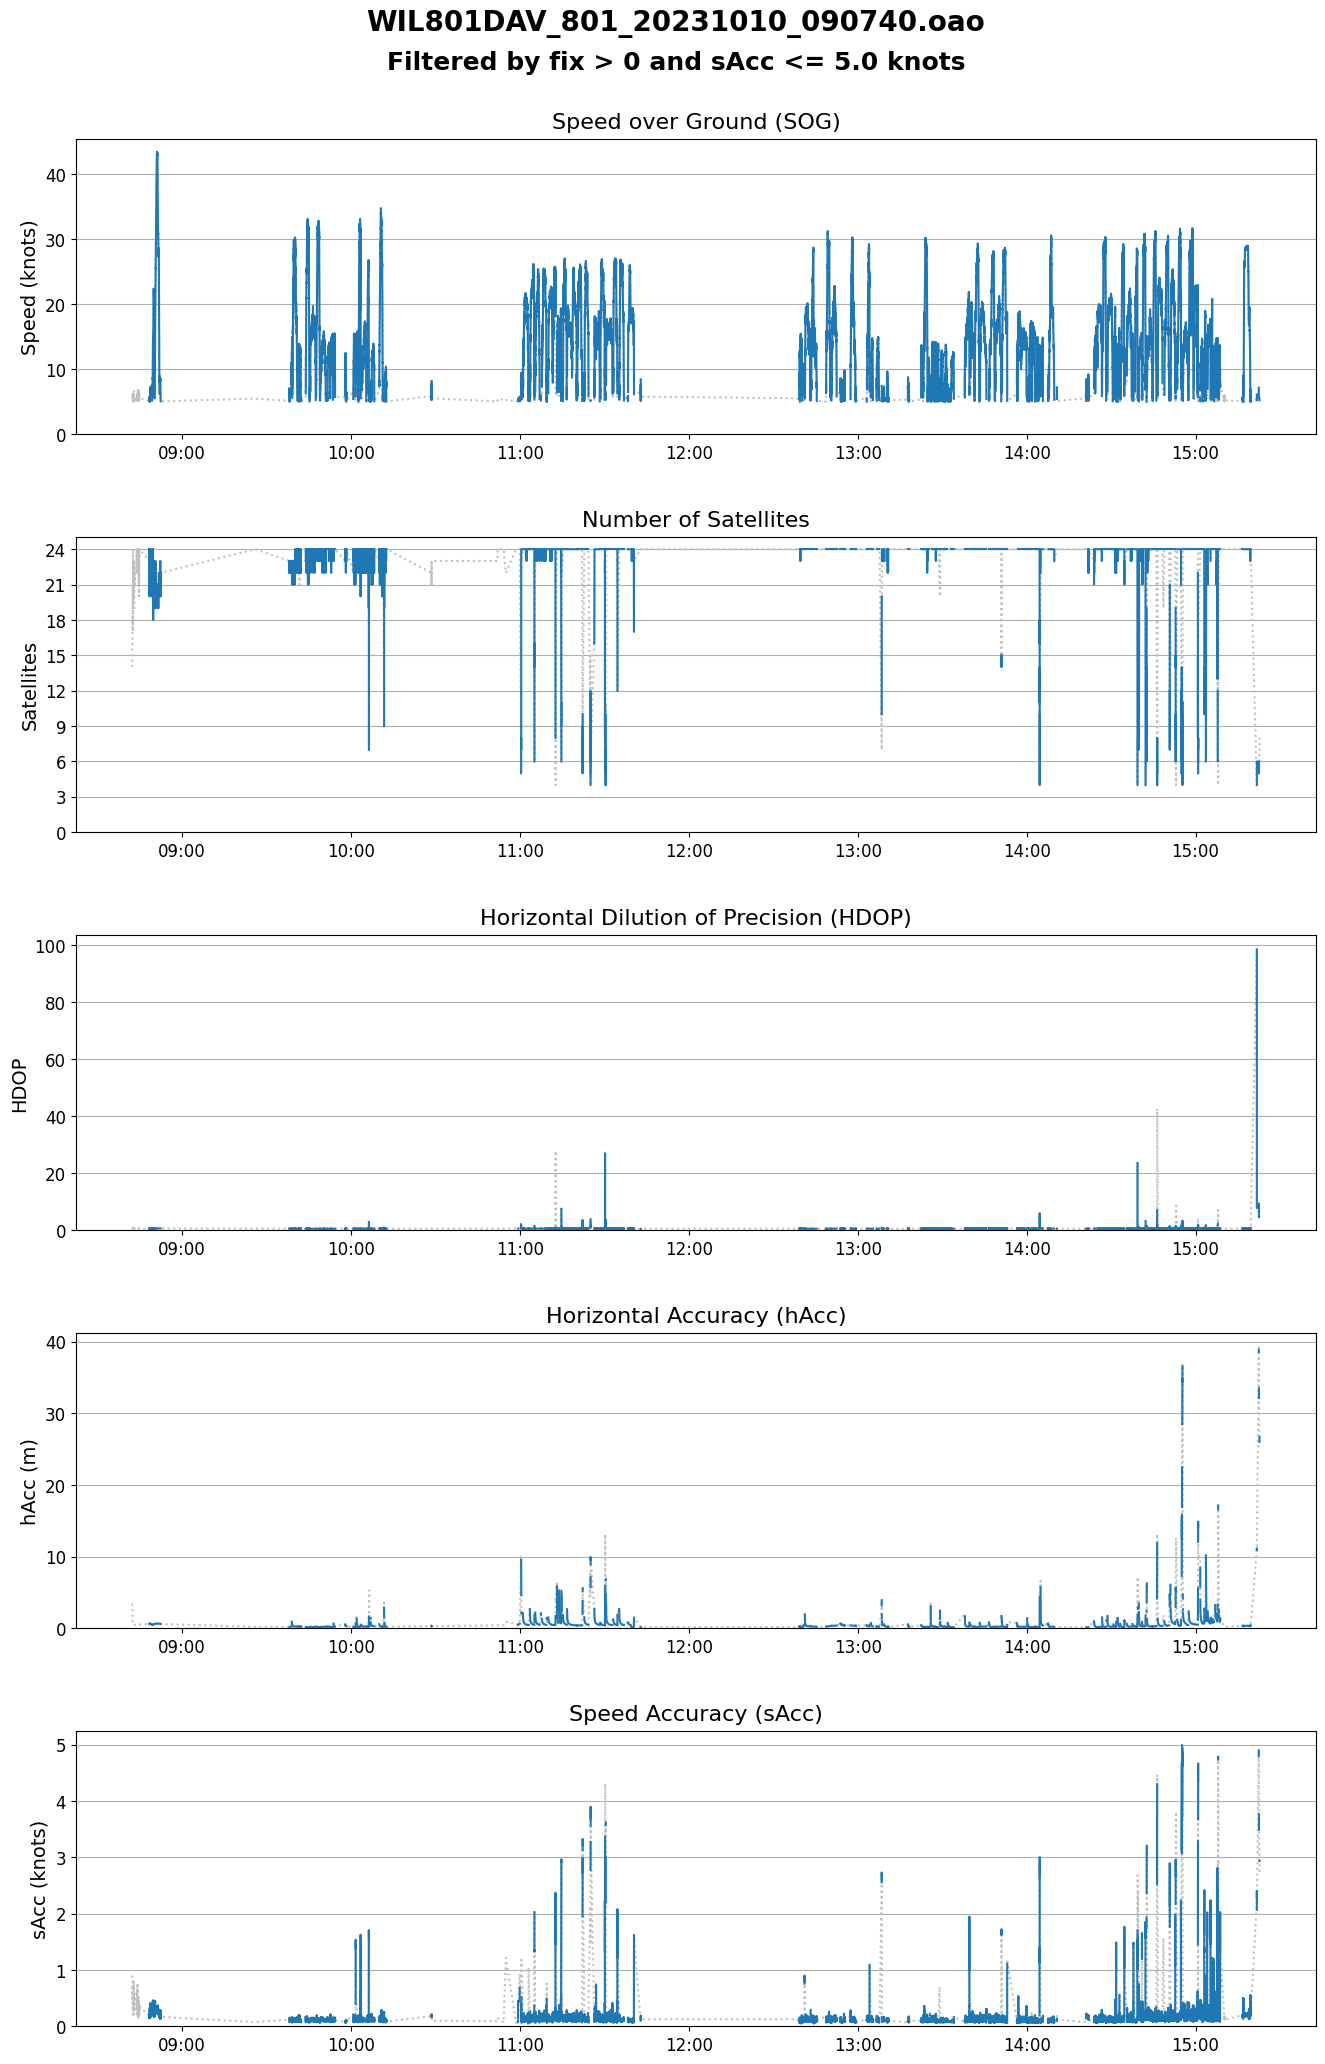 WIL801DAV_801_20231010_090740.oao
Filtered by fix > 0 and sAcc <= 5.0 knots
Speed over Ground (SOG)
Speed (knots)
40
30
20
10
0
09:00 10:00 11:00 12:00 13:00 14:00 15:00
Number of Satellites
Satellites
24
21
18
15
12
9
6
3
0
09:00 10:00 11:00 12:00 13:00 14:00 15:00
Horizontal Dilution of Precision (HDOP)
HDOP
100
80
60
40
20
0
09:00 10:00 11:00 12:00 13:00 14:00 15:00
Horizontal Accuracy (hAcc)
hAcc (m)
40
30
20
10
0
09:00 10:00 11:00 12:00 13:00 14:00 15:00
Speed Accuracy (sAcc)
sAcc (knots)
5
4
3
2
1
0
09:00 10:00 11:00 12:00 13:00 14:00 15:00